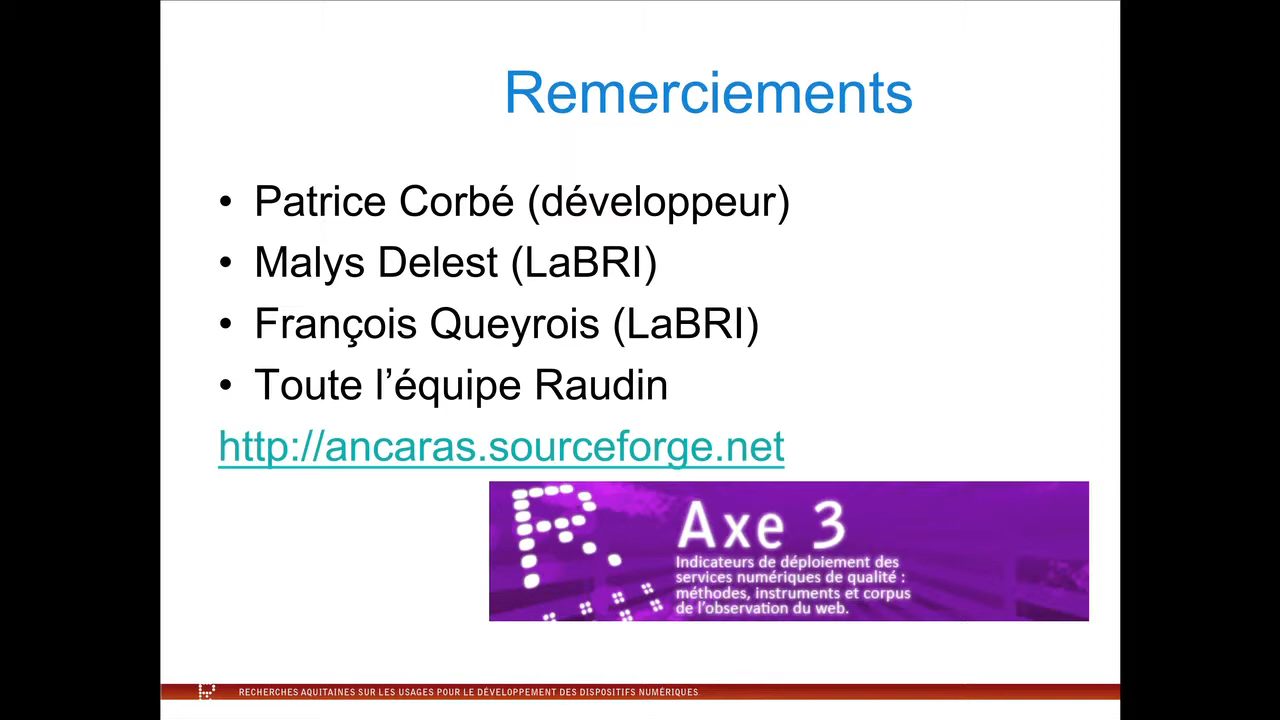 Remerciements
• Patrice Corbé (développeur)
• Malys Delest (LaBRI)
• François Queyrois (LaBRI)
• Toute l’équipe Raudin
http://ancaras.sourceforge.net
R
Axe 3
Indicateurs de déploiement des
services numériques de qualité :
méthodes, instruments et corpus
de l’observation du web.
R RECHERCHES AQUITAINES SUR LES USAGES POUR LE DÉVELOPPEMENT DES DISPOSITIFS NUMÉRIQUES